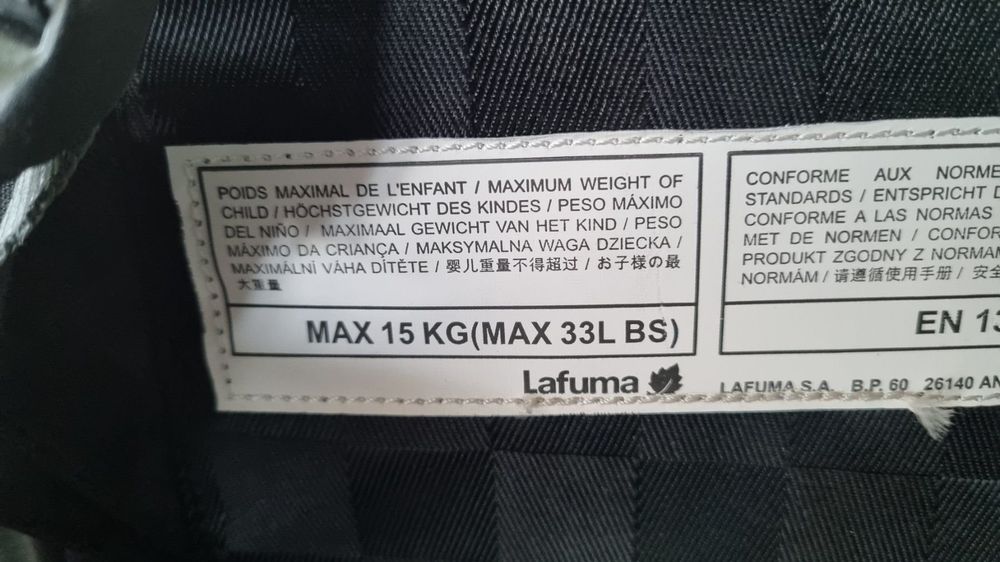 POIDS MAXIMAL DE L'ENFANT / MAXIMUM WEIGHT OF
CHILD / HÖCHSTGEWICHT DES KINDES / PESO MÁXIMO
DEL NIÑO / MAXIMAAL GEWICHT VAN HET KIND / PESO
MÁXIMO DA CRIANÇA / MAKSYMALNA WAGA DZIECKA /
MAXIMÁLNÍ VÁHA DÍTĚTE / 婴儿重量不得超过 / お子様の最
大重量
MAX 15 KG(MAX 33L BS)
Lafuma
CONFORME AUX NORME
STANDARDS / ENTSPRICHT D
CONFORME A LAS NORMAS
MET DE NORMEN / CONFOR
PRODUKT ZGODNY Z NORMAM
NORMÁM / 请遵循使用手册 / 安全
EN 13
LAFUMA S.A. B.P. 60 26140 AN